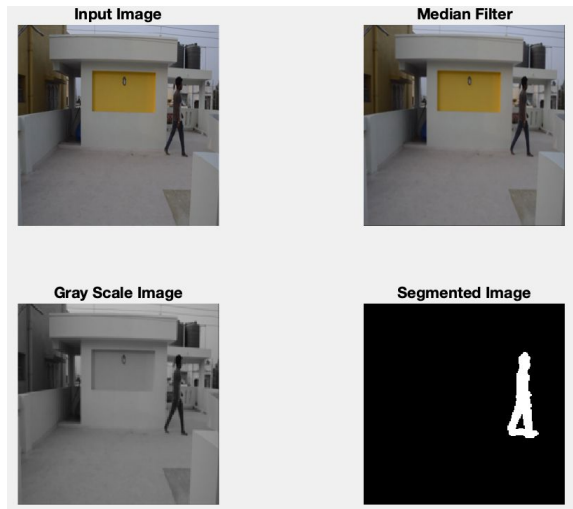 Input Image
Median Filter
Gray Scale Image
Segmented Image